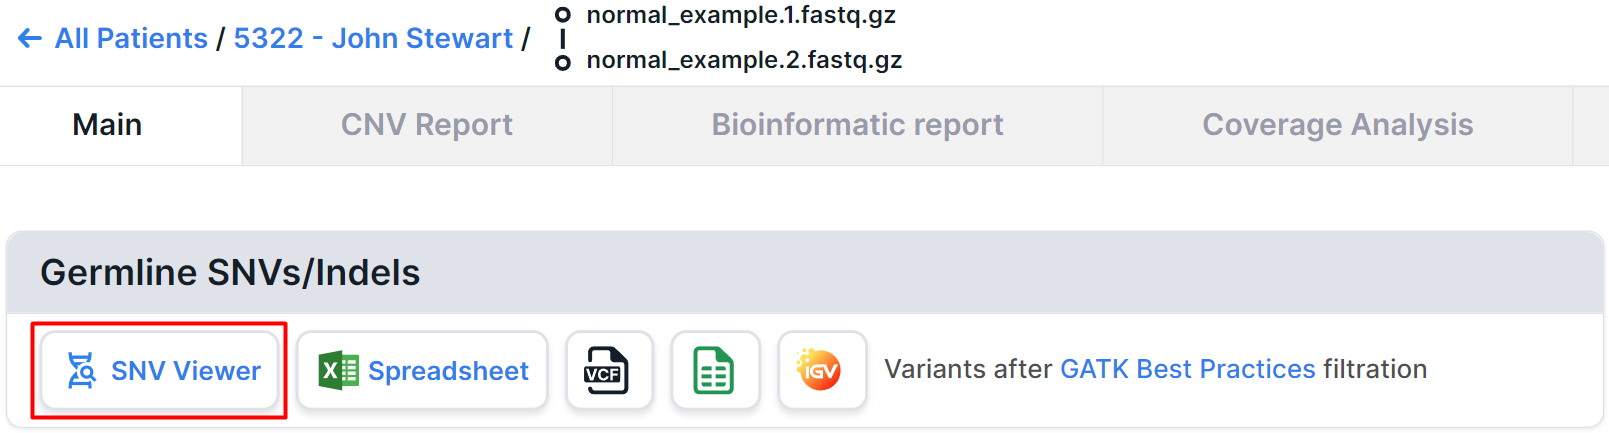 normal_example.1.fastq.gz
← All Patients / 5322 - John Stewart /
normal_example.2.fastq.gz
Main CNV Report Bioinformatic report Coverage Analysis
Germline SNVs/Indels
SNV Viewer X Spreadsheet VCF IGV Variants after GATK Best Practices filtration